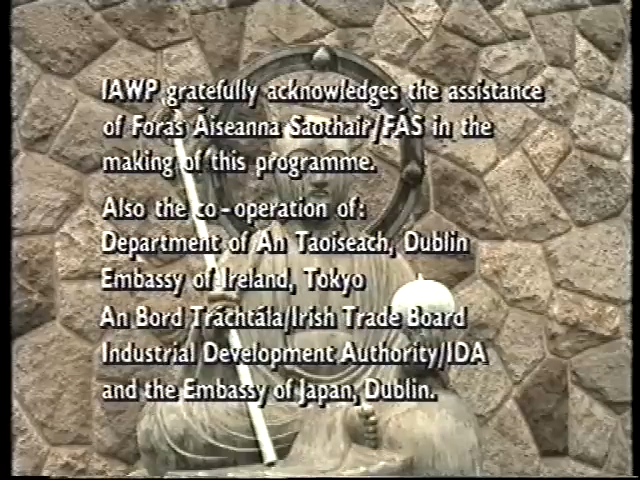 IAWP gratefully acknowledges the assistance
of Foras Áiseanna Saothair/FÁS in the
making of this programme.
Also the co-operation of:
Department of An Taoiseach, Dublin
Embassy of Ireland, Tokyo
An Bord Tráchtála/Irish Trade Board
Industrial Development Authority/IDA
and the Embassy of Japan, Dublin.